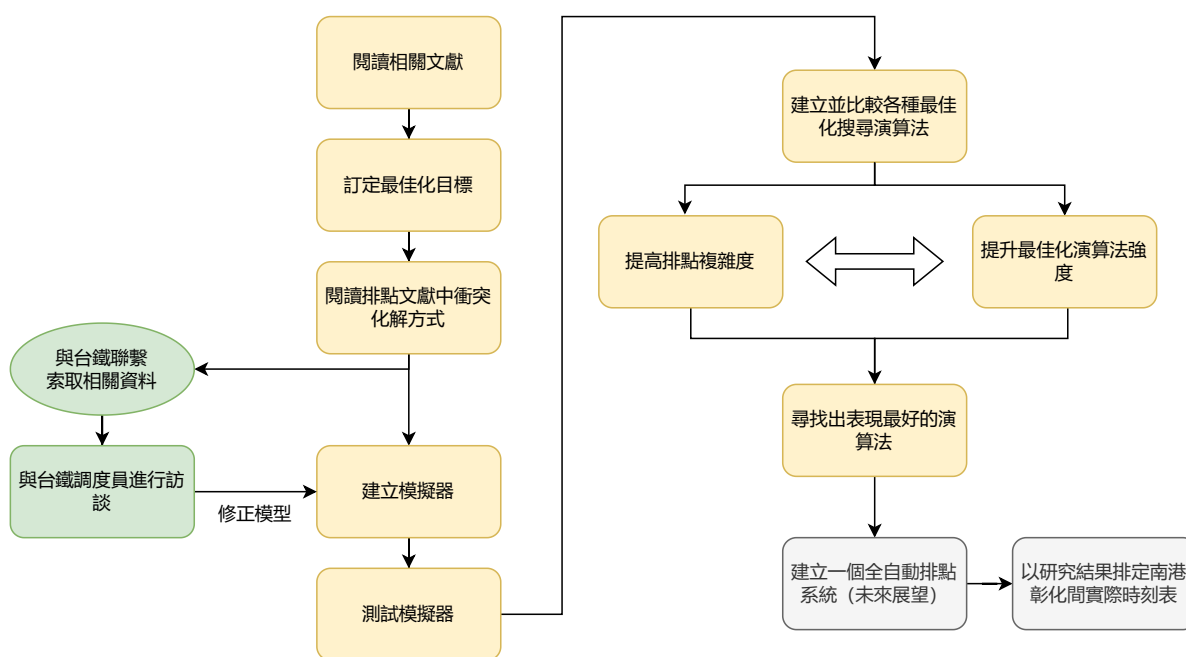 閱讀相關文獻
訂定最佳化目標
閱讀排點文獻中衝突
化解方式
與台鐵聯繫
索取相關資料
與台鐵調度員進行訪
談
修正模型
建立模擬器
測試模擬器
建立並比較各種最佳
化搜尋演算法
提高排點複雜度
提升最佳化演算法強
度
尋找出表現最好的演
算法
建立一個全自動排點
系統（未來展望）
以研究結果排定南港
彰化間實際時刻表